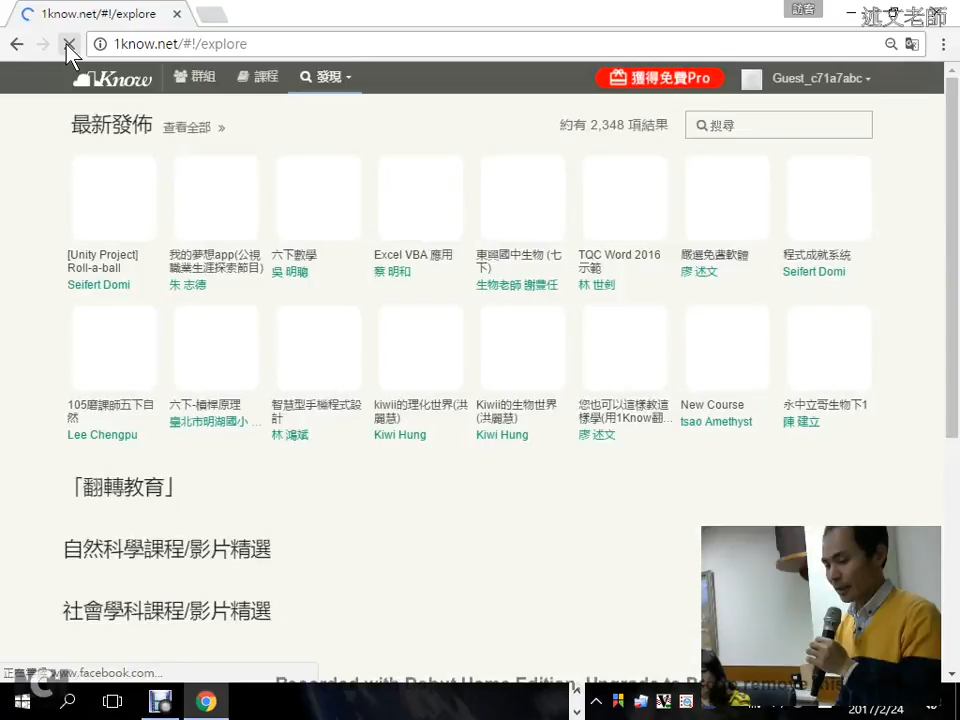 1know.net/#!/explore
訪客
述文老師
1know.net/#!/explore
1Know 群組 課程 發現 獲得免費Pro Guest_c71a7abc
最新發佈 查看全部 » 約有 2,348 項結果 搜尋
[Unity Project] Roll-a-ball
Seifert Domi
我的夢想app(公視職業生涯探索節目)
朱 志德
六下數學
吳 明聰
Excel VBA 應用
蔡 明和
東興國中生物 (七下)
生物老師 謝豐任
TQC Word 2016 示範
林 世釗
嚴選免費軟體
廖 述文
程式成就系統
Seifert Domi
105磨課師五下自然
Lee Chengpu
六下-槓桿原理
臺北市明湖國小 ...
智慧型手機程式設計
林 鴻斌
kiwii的理化世界(洪麗慧)
Kiwi Hung
Kiwii的生物世界(洪麗慧)
Kiwi Hung
您也可以這樣教這樣學(用1Know翻...
廖 述文
New Course
tsao Amethyst
永中立哥生物下1
陳 建立
「翻轉教育」
自然科學課程/影片精選
社會學科課程/影片精選
www.facebook.com...
Recorded with Debut Home Edition. Upgrade to
2017/2/24